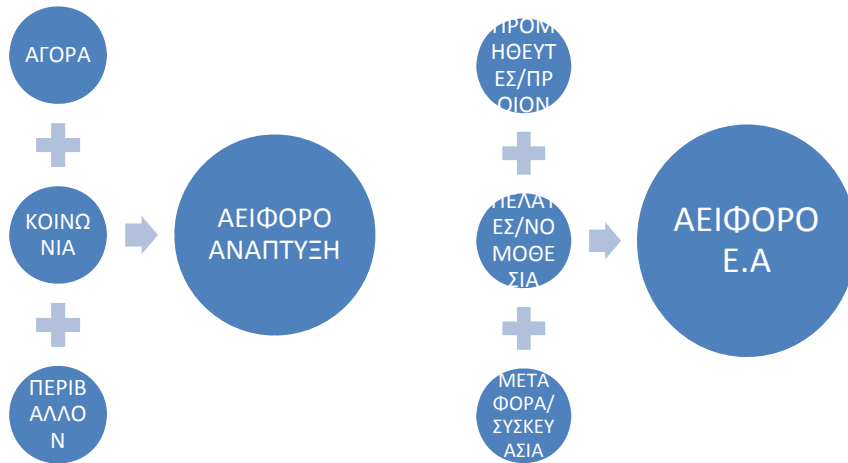 ΑΓΟΡΑ
ΚΟΙΝΩ
ΝΙΑ
ΠΕΡΙΒ
ΑΛΛΟ
Ν
ΑΕΙΦΟΡΟ
ΑΝΑΠΤΥΞΗ
ΠΡΟΜ
ΗΘΕΥΤ
ΕΣ/ΠΡ
ΟΙΟΝ
ΠΕΛΑΤ
ΕΣ/ΝΟ
ΜΟΘΕ
ΣΙΑ
ΜΕΤΑ
ΦΟΡΑ/
ΣΥΣΚΕΥ
ΑΣΙΑ
ΑΕΙΦΟΡΟ
Ε.Α